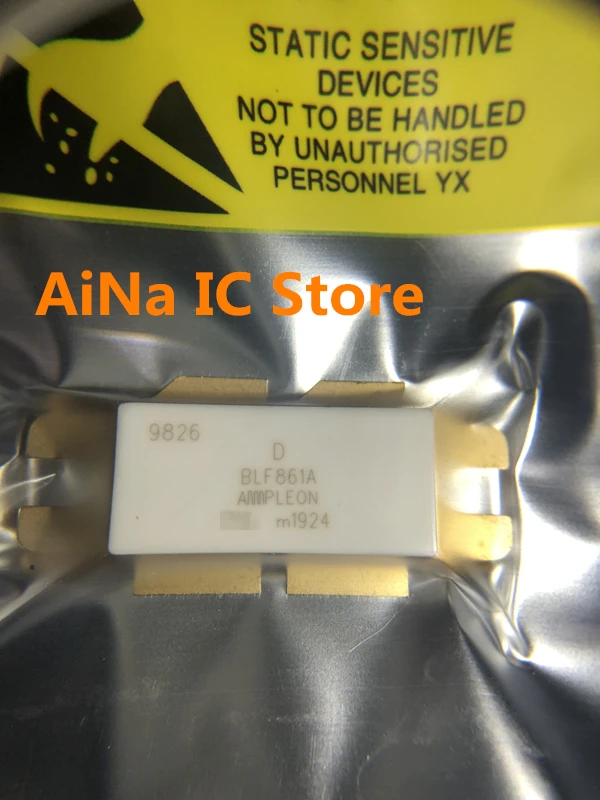 STATIC SENSITIVE
DEVICES
NOT TO BE HANDLED
BY UNAUTHORISED
PERSONNEL YX
AiNa IC Store
9826
D
BLF861A
AMPLEON
m1924